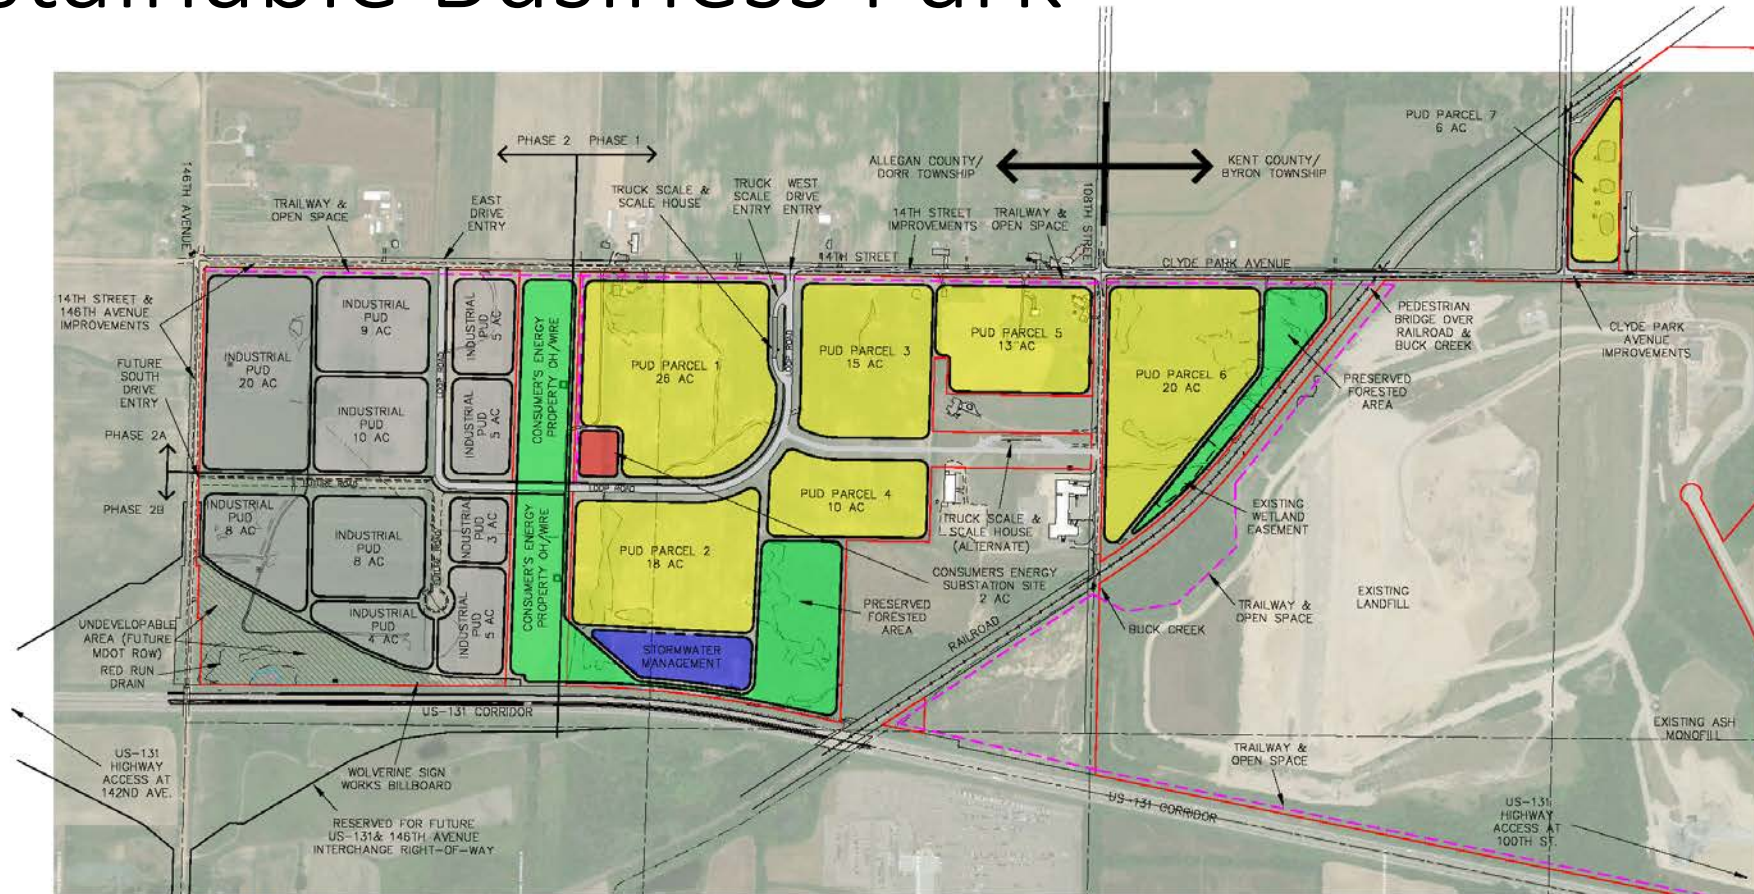 Business Park
PHASE 2
PHASE 1
ALLEGAN COUNTY/
DORR TOWNSHIP
KENT COUNTY/
BYRON TOWNSHIP
PUD PARCEL 7
6 AC
146TH AVENUE
TRAILWAY &
OPEN SPACE
EAST
DRIVE
ENTRY
TRUCK SCALE &
SCALE HOUSE
TRUCK
SCALE
ENTRY
WEST
DRIVE
ENTRY
14TH STREET
IMPROVEMENTS
TRAILWAY &
OPEN SPACE
108TH STREET
14TH STREET
CLYDE PARK AVENUE
14TH STREET &
146TH AVENUE
IMPROVEMENTS
FUTURE
SOUTH
DRIVE
ENTRY
PHASE 2A
PHASE 2B
INDUSTRIAL
PUD
20 AC
INDUSTRIAL
PUD
9 AC
INDUSTRIAL
PUD
10 AC
INDUSTRIAL
PUD
5 AC
INDUSTRIAL
PUD
5 AC
LOOP ROAD
CONSUMER'S ENERGY
PROPERTY OH/WIRE
PUD PARCEL 1
26 AC
LOOP ROAD
PUD PARCEL 3
15 AC
PUD PARCEL 5
13 AC
PUD PARCEL 6
20 AC
PEDESTRIAN
BRIDGE OVER
RAILROAD &
BUCK CREEK
CLYDE PARK
AVENUE
IMPROVEMENTS
PRESERVED
FORESTED
AREA
LOOP ROAD
PUD PARCEL 4
10 AC
TRUCK SCALE &
SCALE HOUSE
(ALTERNATE)
EXISTING
WETLAND
EASEMENT
INDUSTRIAL
PUD
8 AC
INDUSTRIAL
PUD
8 AC
INDUSTRIAL
PUD
3 AC
INDUSTRIAL
PUD
4 AC
INDUSTRIAL
PUD
5 AC
FUTURE ROAD
CONSUMER'S ENERGY
PROPERTY OH/WIRE
PUD PARCEL 2
18 AC
CONSUMERS ENERGY
SUBSTATION SITE
2 AC
PRESERVED
FORESTED
AREA
STORMWATER
MANAGEMENT
RAILROAD
BUCK CREEK
TRAILWAY &
OPEN SPACE
EXISTING
LANDFILL
EXISTING ASH
MONOFILL
UNDEVELOPABLE
AREA (FUTURE
MDOT ROW)
RED RUN
DRAIN
US-131 CORRIDOR
US-131
HIGHWAY
ACCESS AT
142ND AVE.
WOLVERINE SIGN
WORKS BILLBOARD
RESERVED FOR FUTURE
US-131& 146TH AVENUE
INTERCHANGE RIGHT-OF-WAY
TRAILWAY &
OPEN SPACE
US-131 CORRIDOR
US-131
HIGHWAY
ACCESS AT
100TH ST.